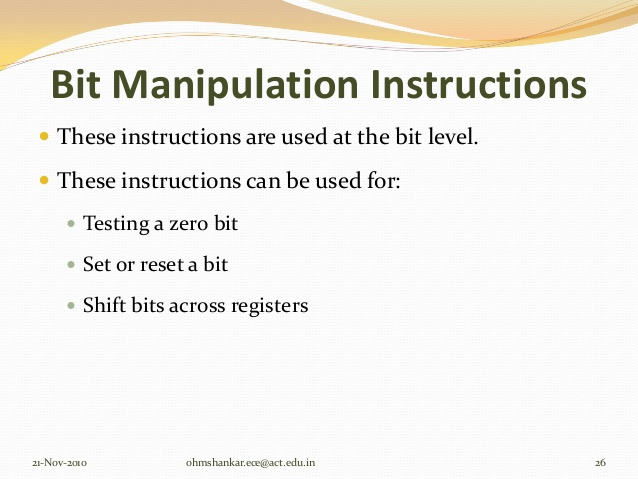 Bit Manipulation Instructions
These instructions are used at the bit level.
These instructions can be used for:
Testing a zero bit
Set or reset a bit
Shift bits across registers
21-Nov-2010 ohmshankar.ece@act.edu.in 26